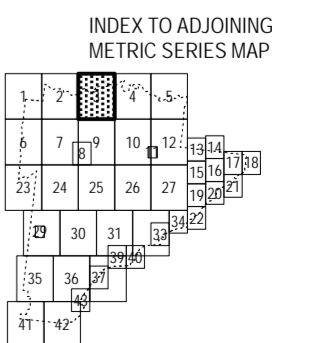 INDEX TO ADJOINING
METRIC SERIES MAP
1 2 3 4 5
6 7 8 9 10 12
13 14
15 16 17 18
23 24 25 26 27
19 20 21
29 30 31 33 34 22
35 36 37 39 40
41 42 43